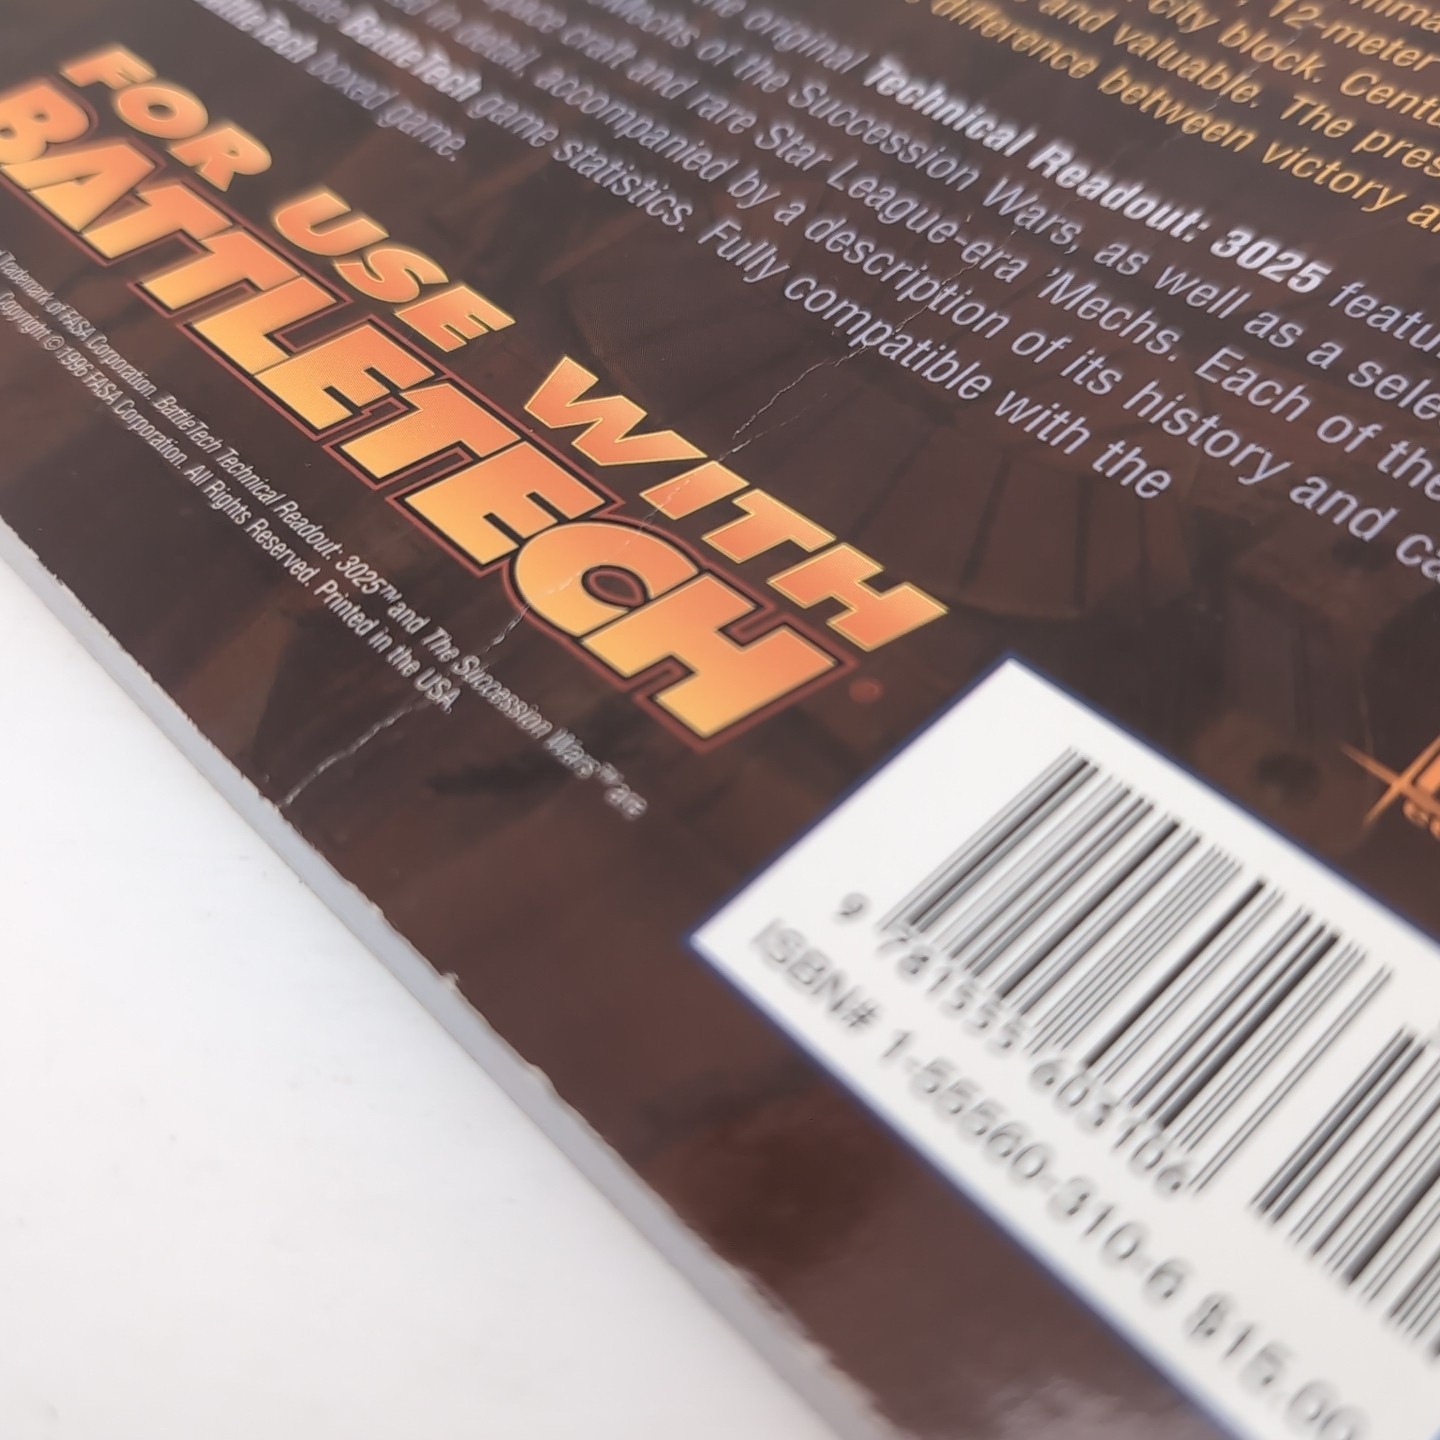 12-meter
city block. Centu
and valuable. The pres
difference between victory a
the original Technical Readout: 3025 featu
Mechs of the Succession Wars, as well as a sele
craft and rare Star League-era 'Mechs. Each of the
in detail, accompanied by a description of its history and ca
BattleTech game statistics. Fully compatible with the
BattleTech boxed game.
FOR USE WITH
BATTLETECH
Trademark of FASA Corporation. BattleTech Technical Readout: 3025™ and The Succession Wars™ are
Copyright © 1996 FASA Corporation. All Rights Reserved. Printed in the USA.
9 781555 603106
ISBN# 1-55560-310-6 $15.00